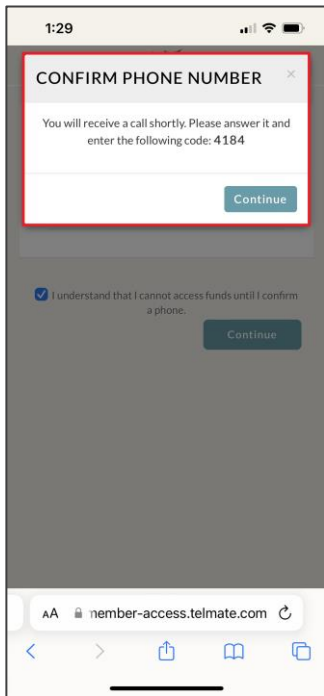 1:29
CONFIRM PHONE NUMBER ×
You will receive a call shortly. Please answer it and
enter the following code: 4184
Continue
I understand that I cannot access funds until I confirm
a phone.
Continue
AA nember-access.telmate.com